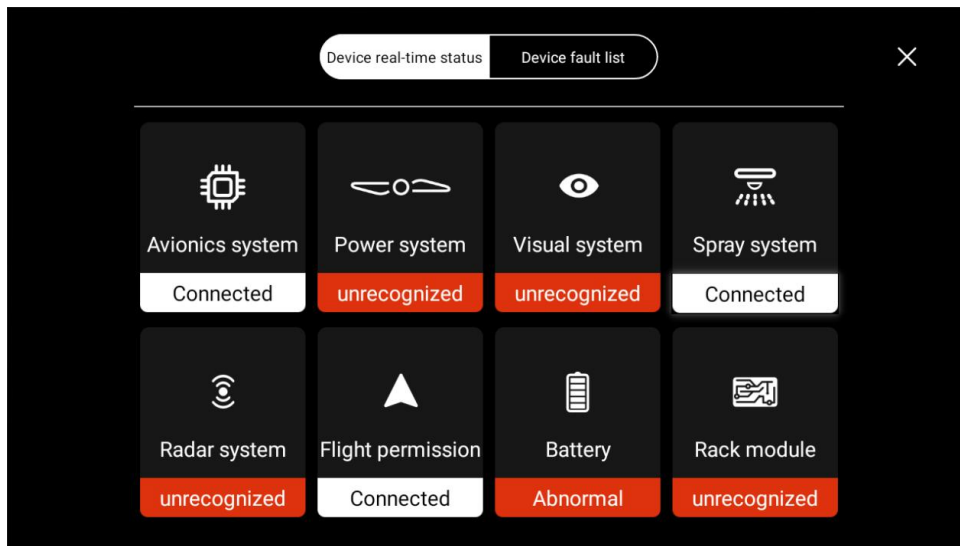 Device real-time status Device fault list
Avionics system Power system Visual system Spray system
Connected unrecognized unrecognized Connected
Radar system Flight permission Battery Rack module
unrecognized Connected Abnormal unrecognized